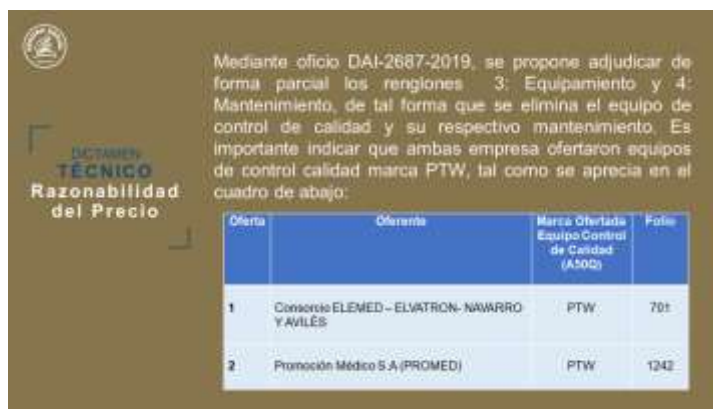 DICTAMEN
TÉCNICO
Razonabilidad
del Precio
Mediante oficio DAI-2687-2019, se propone adjudicar de
forma parcial los renglones 3: Equipamiento y 4:
Mantenimiento, de tal forma que se elimina el equipo de
control de calidad y su respectivo mantenimiento. Es
importante indicar que ambas empresa ofertaron equipos
de control calidad marca PTW, tal como se aprecia en el
cuadro de abajo:
Oferta Oferente Marca Ofertada Folio
Equipo Control
de Calidad
(A50Q)
1 Consorcio ELEMED – ELVATRON- NAVARRO PTW 701
Y AVILÉS
2 Promoción Médico S.A (PROMED) PTW 1242